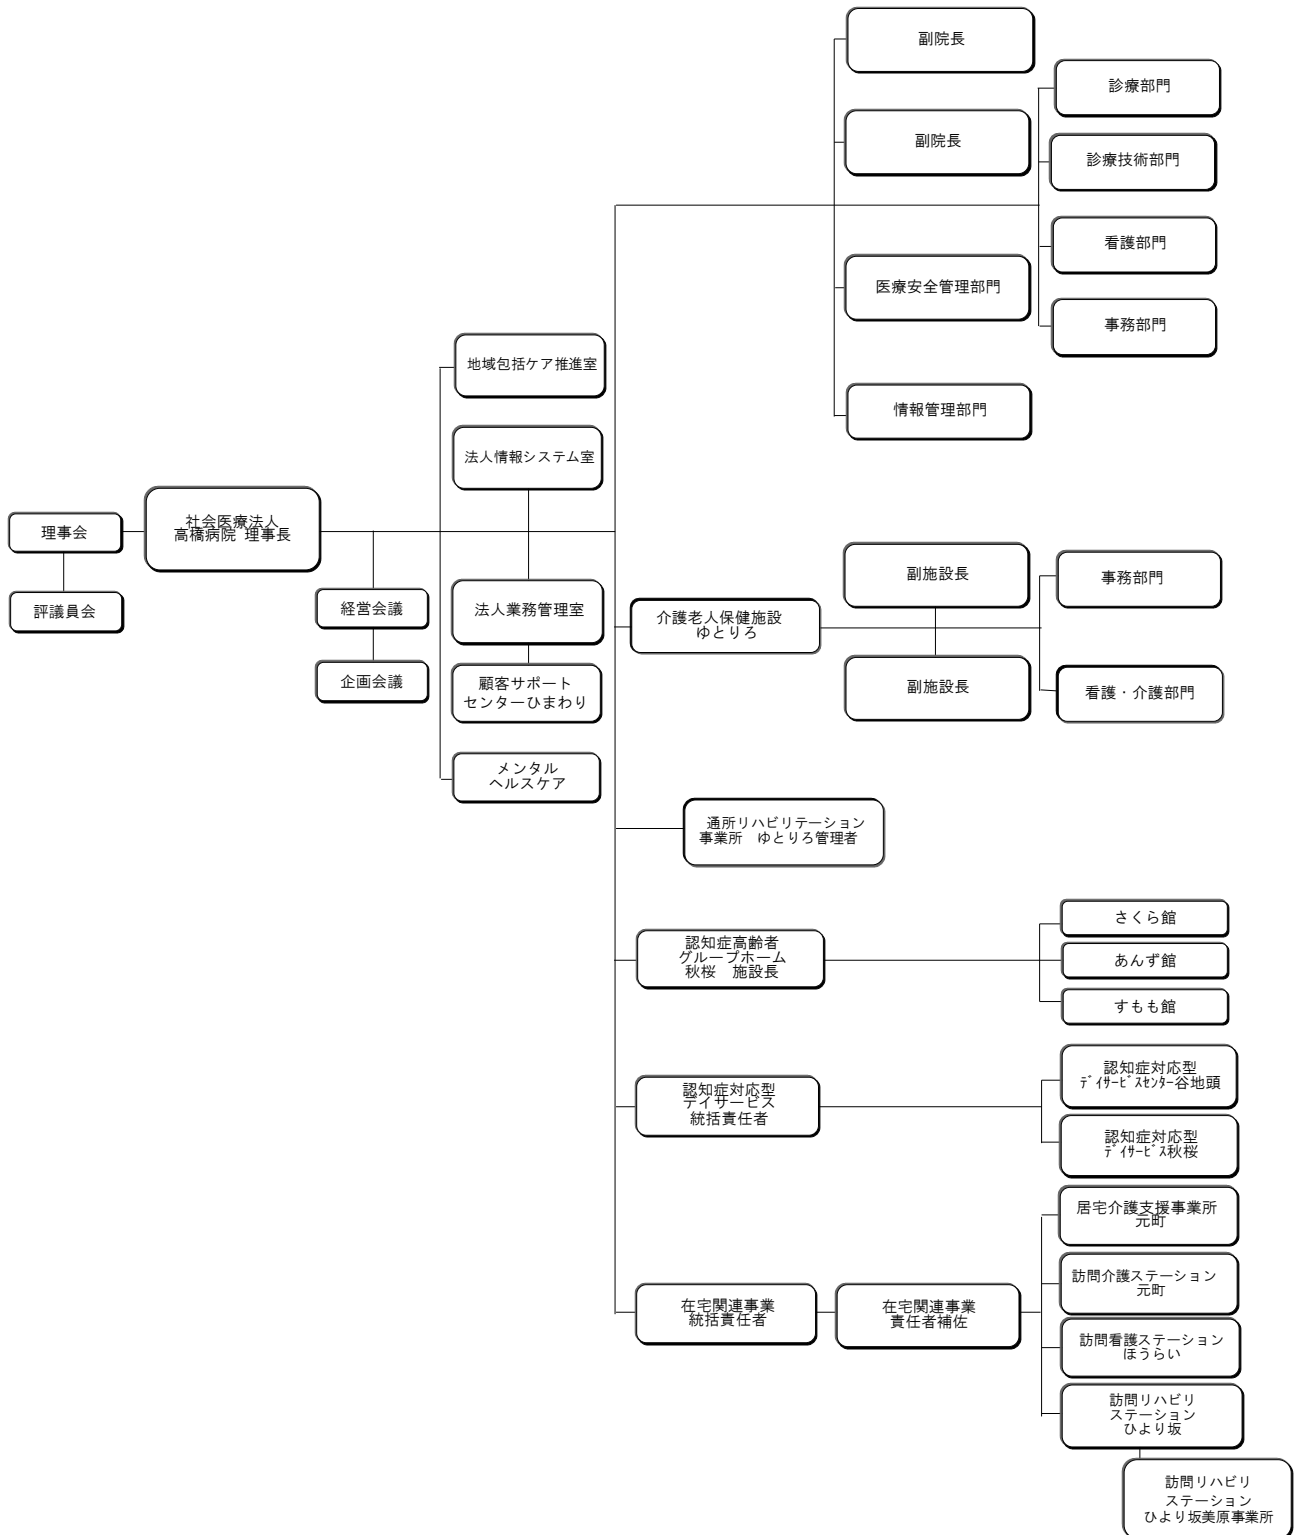 副院長
副院長
医療安全管理部門
情報管理部門
診療部門
診療技術部門
看護部門
事務部門
地域包括ケア推進室
法人情報システム室
理事会
評議員会
社会医療法人
高橋病院 理事長
経営会議
企画会議
法人業務管理室
顧客サポート
センターひまわり
メンタル
ヘルスケア
介護老人保健施設
ゆとりろ
副施設長
副施設長
事務部門
看護・介護部門
通所リハビリテーション
事業所　ゆとりろ管理者
認知症高齢者
グループホーム
秋桜　施設長
さくら館
あんず館
すもも館
認知症対応型
デイサービス
統括責任者
認知症対応型
ﾃﾞｲｻｰﾋﾞｽｾﾝﾀｰ谷地頭
認知症対応型
ﾃﾞｲｻｰﾋﾞｽ秋桜
在宅関連事業
統括責任者
在宅関連事業
責任者補佐
居宅介護支援事業所
元町
訪問介護ステーション
元町
訪問看護ステーション
ほうらい
訪問リハビリ
ステーション
ひより坂
訪問リハビリ
ステーション
ひより坂美原事業所